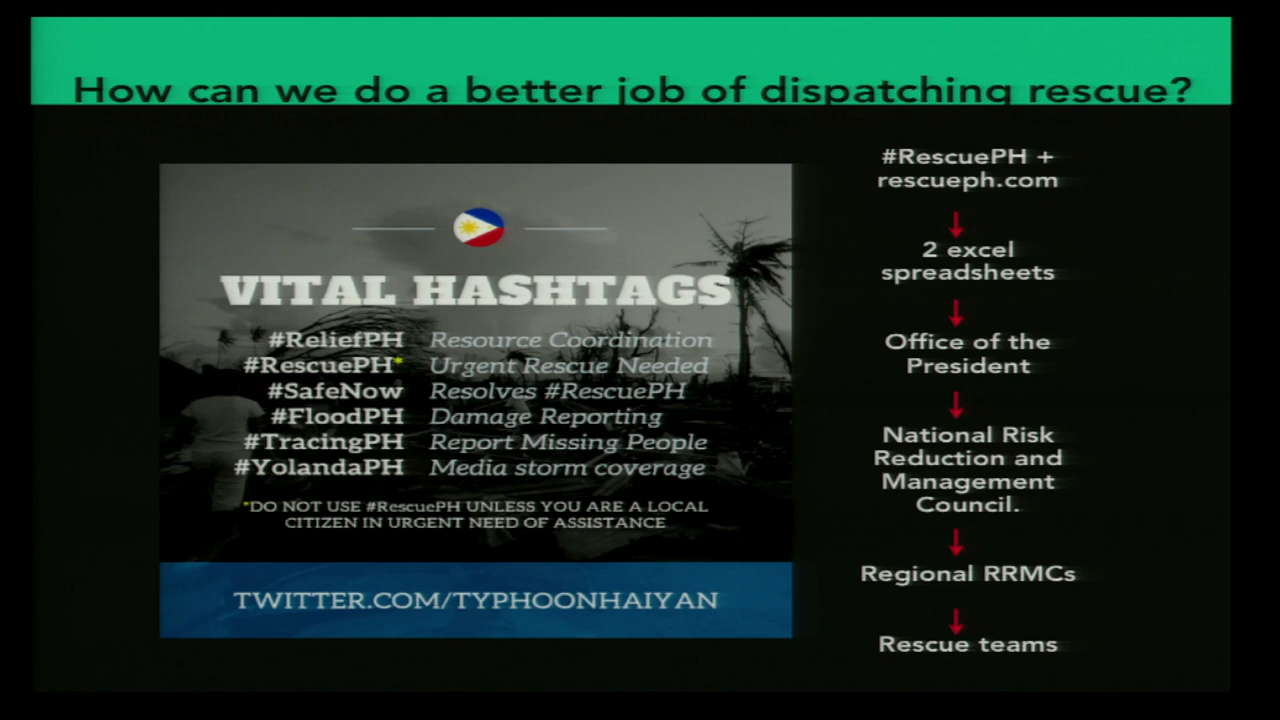 How can we do a better job of dispatching rescue?
VITAL HASHTAGS
#ReliefPH Resource Coordination
#RescuePH* Urgent Rescue Needed
#SafeNow Resolves #RescuePH
#FloodPH Damage Reporting
#TracingPH Report Missing People
#YolandaPH Media storm coverage
*DO NOT USE #RescuePH UNLESS YOU ARE A LOCAL
CITIZEN IN URGENT NEED OF ASSISTANCE
TWITTER.COM/TYPHOONHAIYAN
#RescuePH +
rescueph.com
2 excel
spreadsheets
Office of the
President
National Risk
Reduction and
Management
Council.
Regional RRMCs
Rescue teams